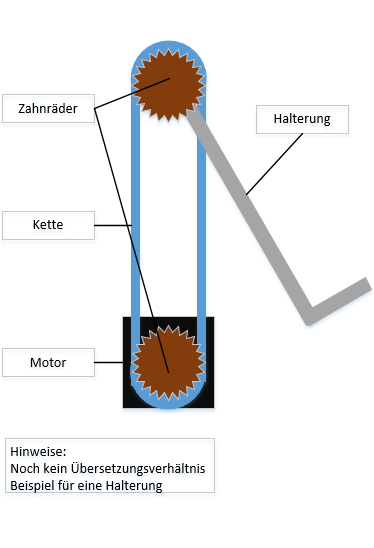 Zahnräder
Halterung
Kette
Motor
Hinweise:
Noch kein Übersetzungsverhältnis
Beispiel für eine Halterung